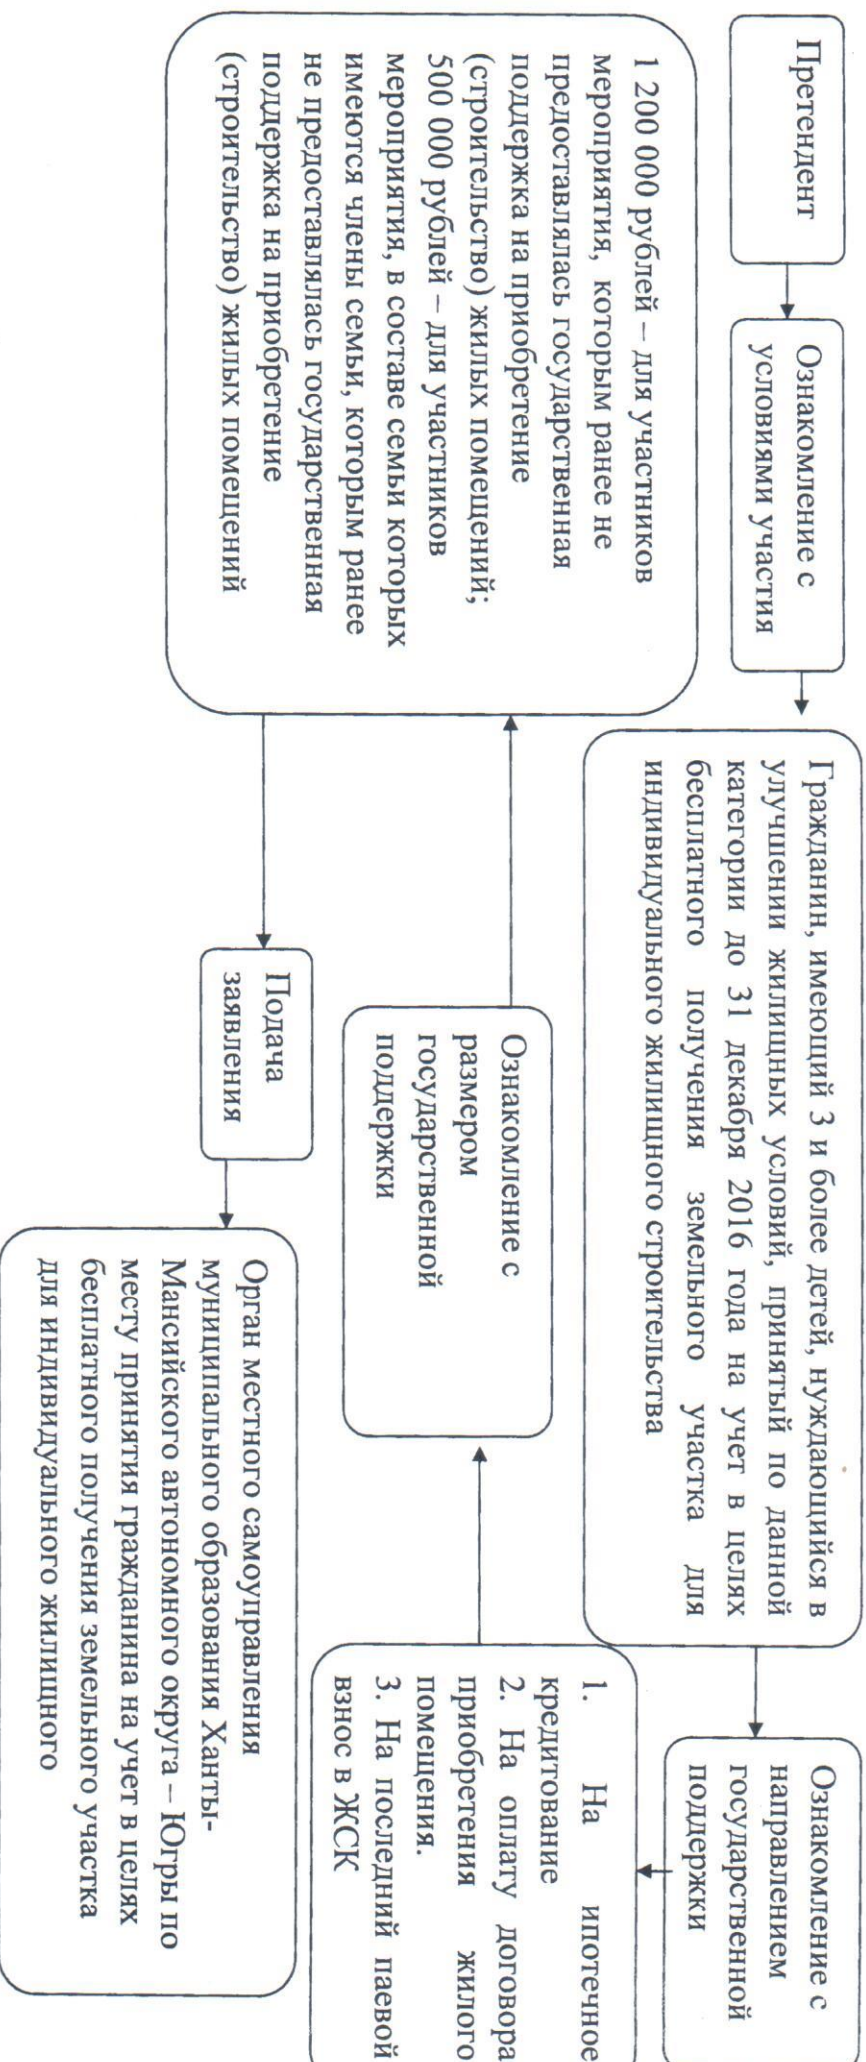 Претендент
Ознакомление с
условиями участия
Гражданин, имеющий 3 и более детей, нуждающийся в
улучшении жилищных условий, принятый по данной
категории до 31 декабря 2016 года на учет в целях
бесплатного получения земельного участка для
индивидуального жилищного строительства
Ознакомление с
направлением
государственной
поддержки
1. На ипотечное
кредитование
2. На оплату договора
приобретения жилого
помещения.
3. На последний паевой
взнос в ЖСК
Ознакомление с
размером
государственной
поддержки
1 200 000 рублей – для участников
мероприятия, которым ранее не
предоставлялась государственная
поддержка на приобретение
(строительство) жилых помещений;
500 000 рублей – для участников
мероприятия, в составе семьи которых
имеются члены семьи, которым ранее
не предоставлялась государственная
поддержка на приобретение
(строительство) жилых помещений
Подача
заявления
Орган местного самоуправления
муниципального образования Ханты-
Мансийского автономного округа – Югры по
месту принятия гражданина на учет в целях
бесплатного получения земельного участка
для индивидуального жилищного